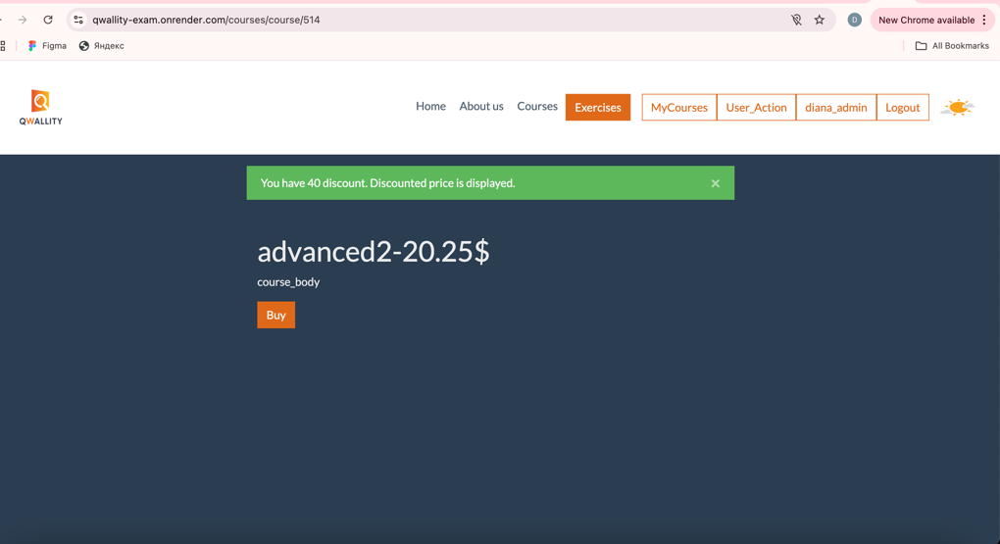 qwallity-exam.onrender.com/courses/course/514
D
New Chrome available
Figma
Яндекс
All Bookmarks
QWALLITY
Home
About us
Courses
Exercises
MyCourses
User_Action
diana_admin
Logout
You have 40 discount. Discounted price is displayed.
×
advanced2-20.25$
course_body
Buy